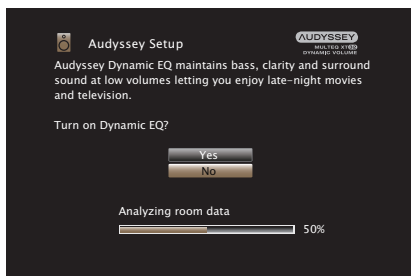 Audyssey Setup
AUDYSSEY
MULTEQ XT32
DYNAMIC VOLUME
Audyssey Dynamic EQ maintains bass, clarity and surround
sound at low volumes letting you enjoy late-night movies
and television.
Turn on Dynamic EQ?
Yes
No
Analyzing room data
50%